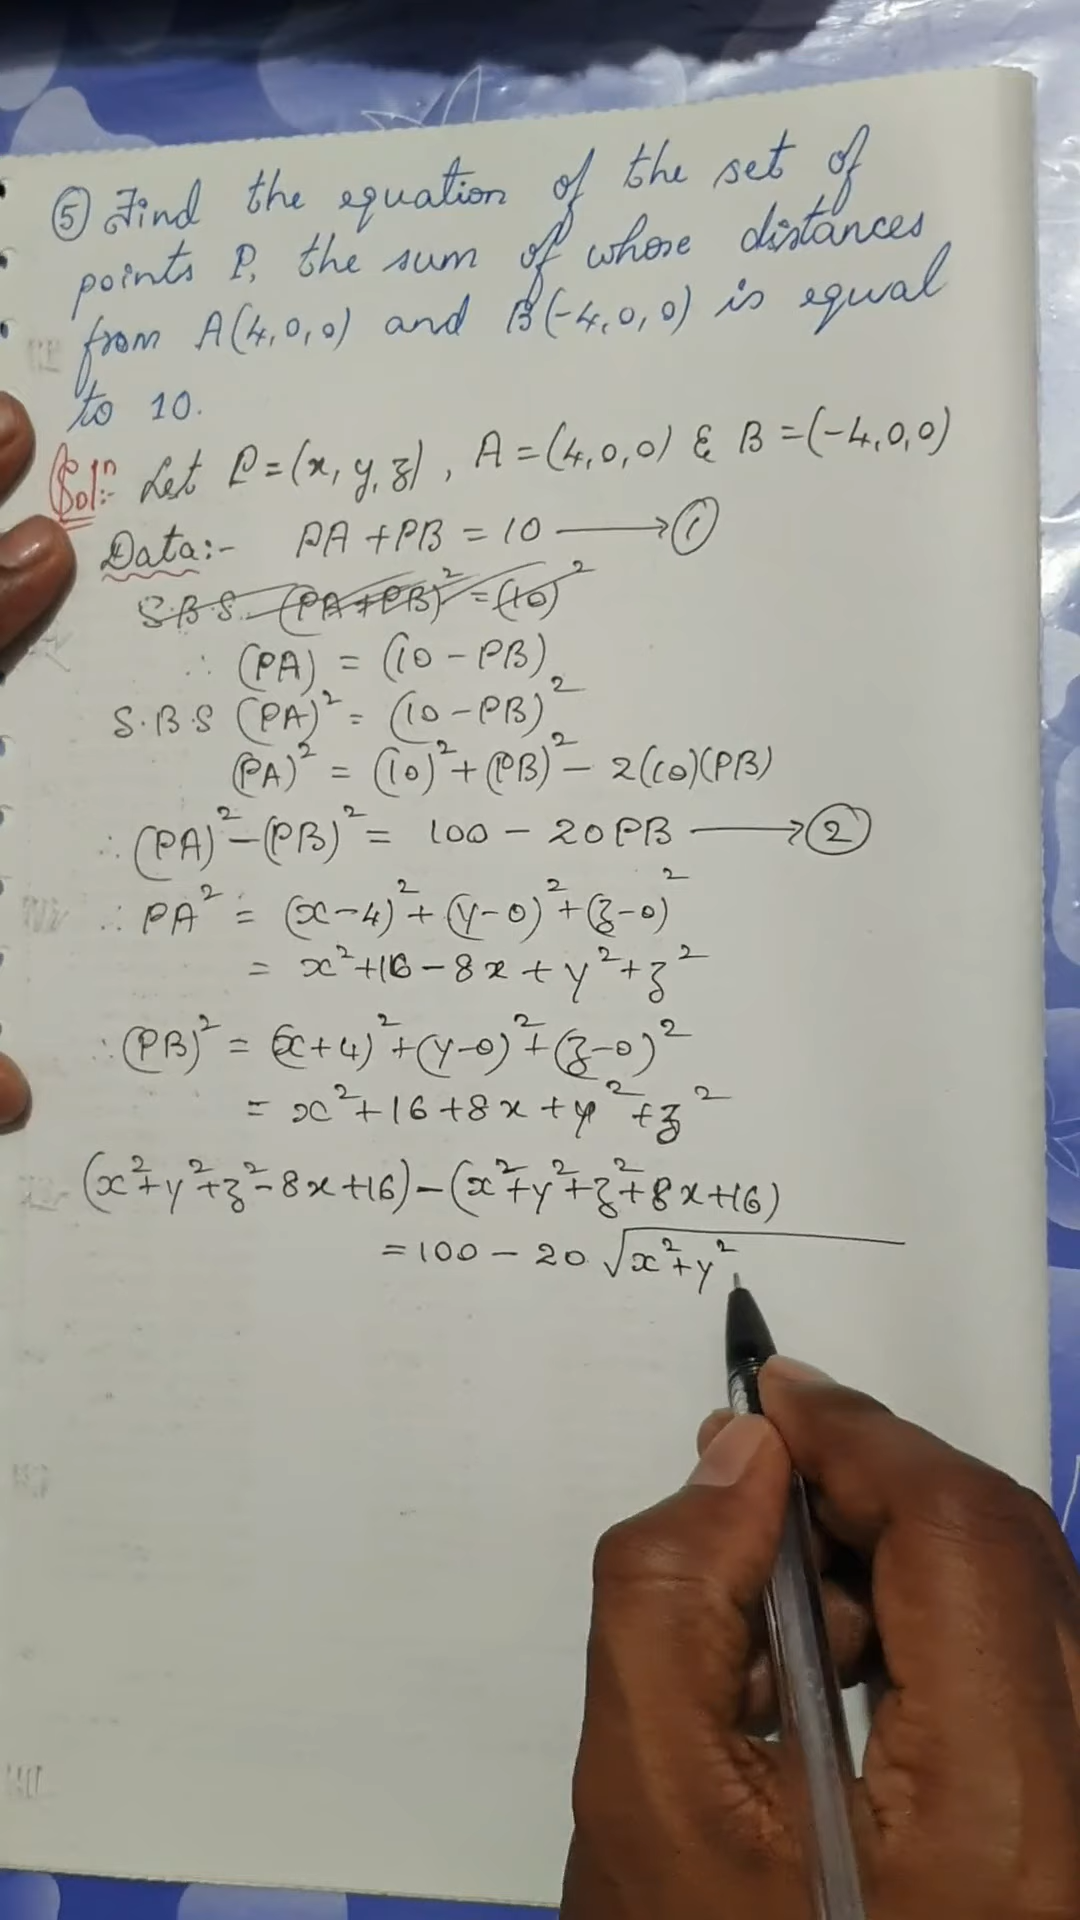 ⑤ Find the equation of the set of
points P, the sum of whose distances
from A(4,0,0) and B(-4,0,0) is equal
to 10.
Solⁿ:- Let P=(x,y,z), A=(4,0,0) & B=(-4,0,0)
Data:- PA+PB = 10 ⟶ ①
S.B.S. (PA+PB)² = (10)²
∴ (PA) = (10-PB)
S.B.S (PA)² = (10-PB)²
(PA)² = (10)²+(PB)²-2(10)(PB)
∴ (PA)²-(PB)² = 100 - 20PB ⟶ ②
∴ PA² = (x-4)²+(y-0)²+(z-0)²
= x²+16-8x+y²+z²
∴ (PB)² = (x+4)²+(y-0)²+(z-0)²
= x²+16+8x+y²+z²
(x²+y²+z²-8x+16)-(x²+y²+z²+8x+16)
=100-20√x²+y²